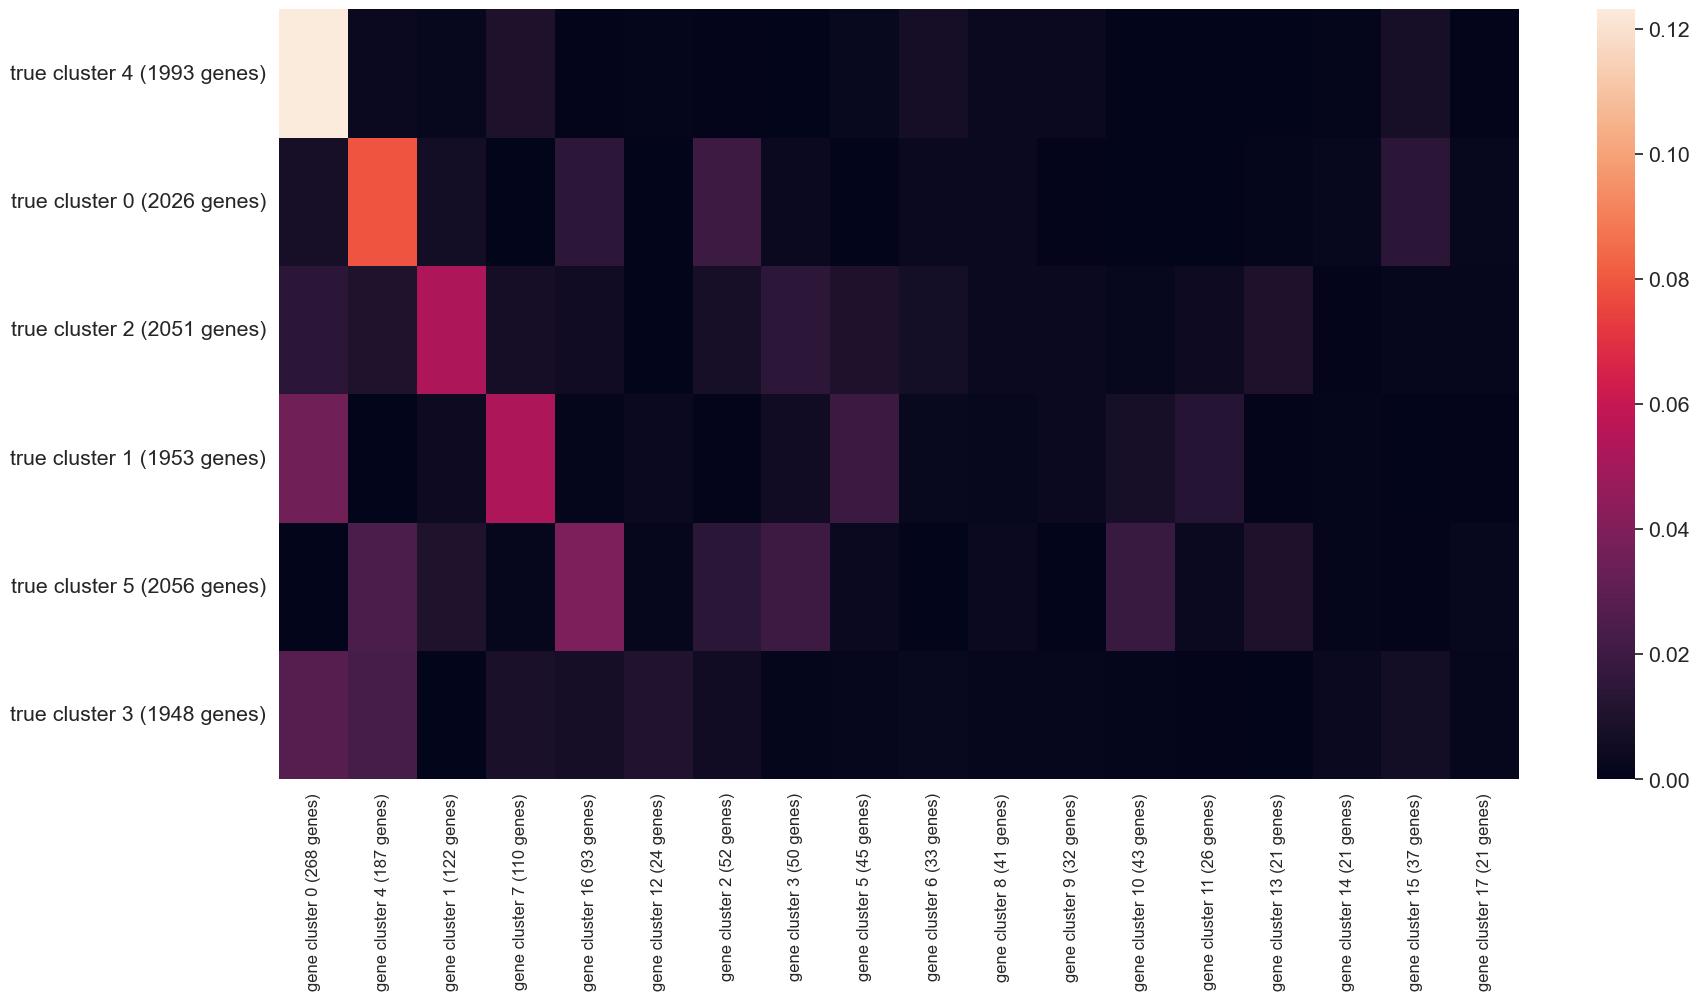 true cluster 4 (1993 genes)
true cluster 0 (2026 genes)
true cluster 2 (2051 genes)
true cluster 1 (1953 genes)
true cluster 5 (2056 genes)
true cluster 3 (1948 genes)
gene cluster 0 (268 genes)
gene cluster 4 (187 genes)
gene cluster 1 (122 genes)
gene cluster 7 (110 genes)
gene cluster 16 (93 genes)
gene cluster 12 (24 genes)
gene cluster 2 (52 genes)
gene cluster 3 (50 genes)
gene cluster 5 (45 genes)
gene cluster 6 (33 genes)
gene cluster 8 (41 genes)
gene cluster 9 (32 genes)
gene cluster 10 (43 genes)
gene cluster 11 (26 genes)
gene cluster 13 (21 genes)
gene cluster 14 (21 genes)
gene cluster 15 (37 genes)
gene cluster 17 (21 genes)
0.12
0.10
0.08
0.06
0.04
0.02
0.00